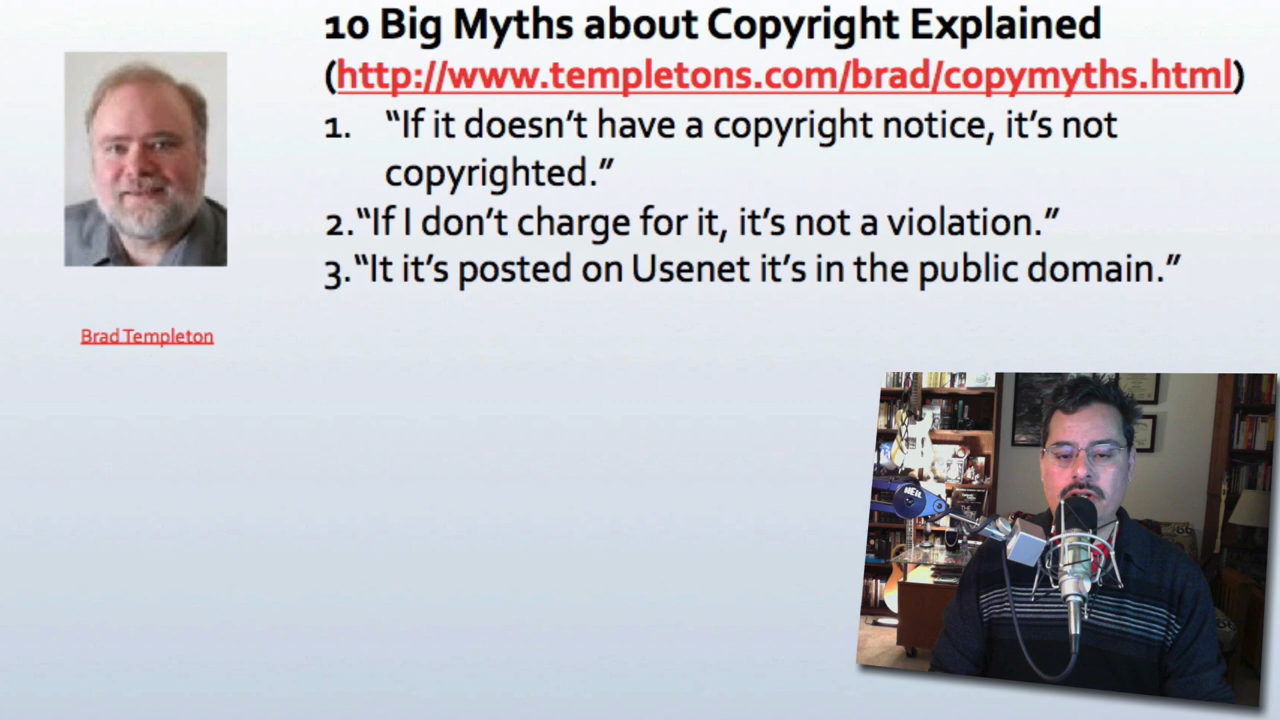 10 Big Myths about Copyright Explained
(http://www.templetons.com/brad/copymyths.html)
1. “If it doesn’t have a copyright notice, it’s not
copyrighted.”
2.“If I don’t charge for it, it’s not a violation.”
3.“It it’s posted on Usenet it’s in the public domain.”
Brad Templeton